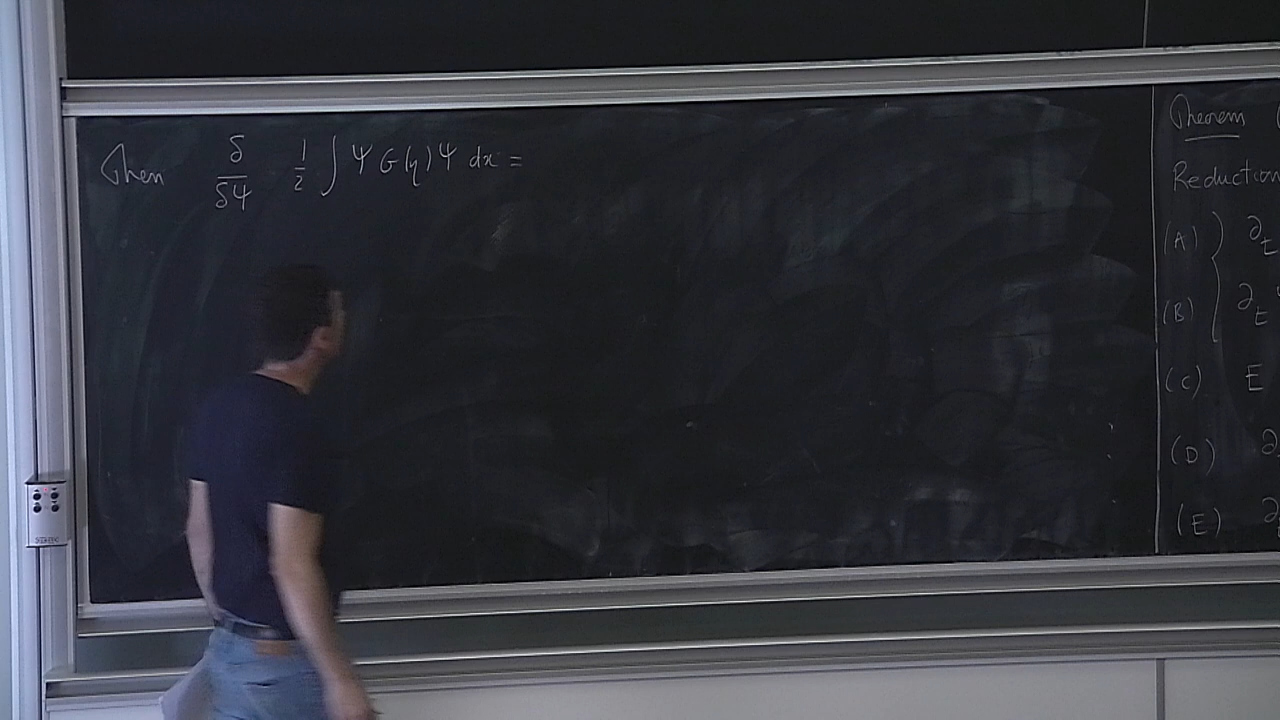 Then δ/δΨ 1/2 ∫ Ψ G(η) Ψ dx =
Theorem
Reduction
(A) ∂t
(B) ∂t
(C) E
(D) ∂
(E) ∂